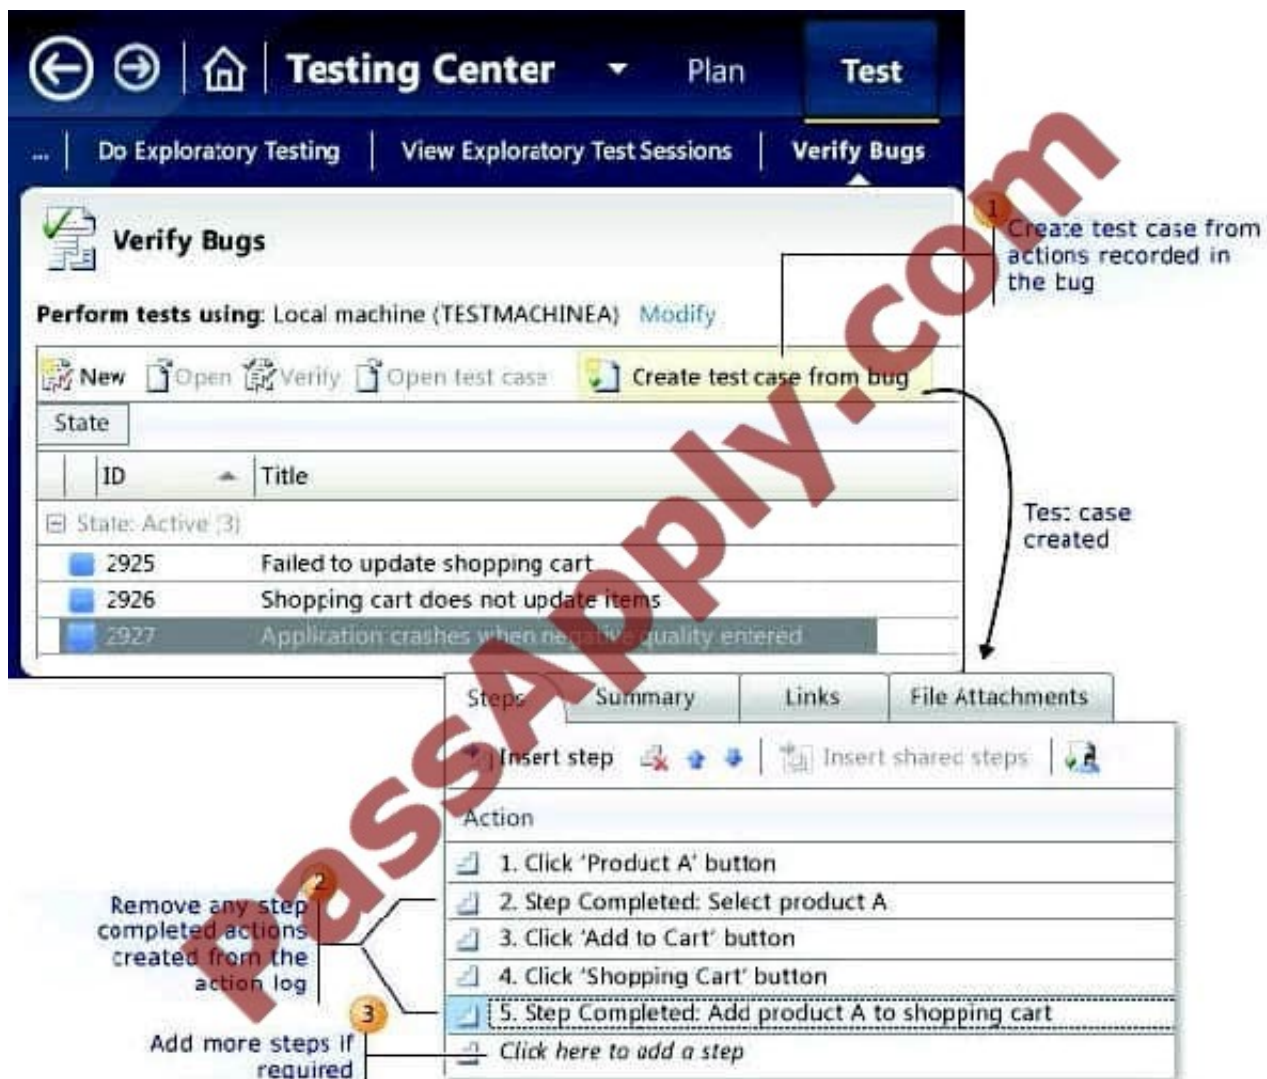 Testing Center
Plan
Test
...
Do Exploratory Testing
View Exploratory Test Sessions
Verify Bugs
Verify Bugs
Perform tests using: Local machine (TESTMACHINEA) Modify
New
Open
Verify
Open test case
Create test case from bug
State
ID
Title
State: Active (3)
2925 Failed to update shopping cart
2926 Shopping cart does not update items
2927 Application crashes when negative quality entered
1
Create test case from
actions recorded in
the bug
Test case
created
Steps
Summary
Links
File Attachments
Insert step
Insert shared steps
Action
1. Click 'Product A' button
2. Step Completed: Select product A
3. Click 'Add to Cart' button
4. Click 'Shopping Cart' button
5. Step Completed: Add product A to shopping cart
Click here to add a step
2
Remove any step
completed actions
created from the
action log
3
Add more steps if
required
PassApply.com